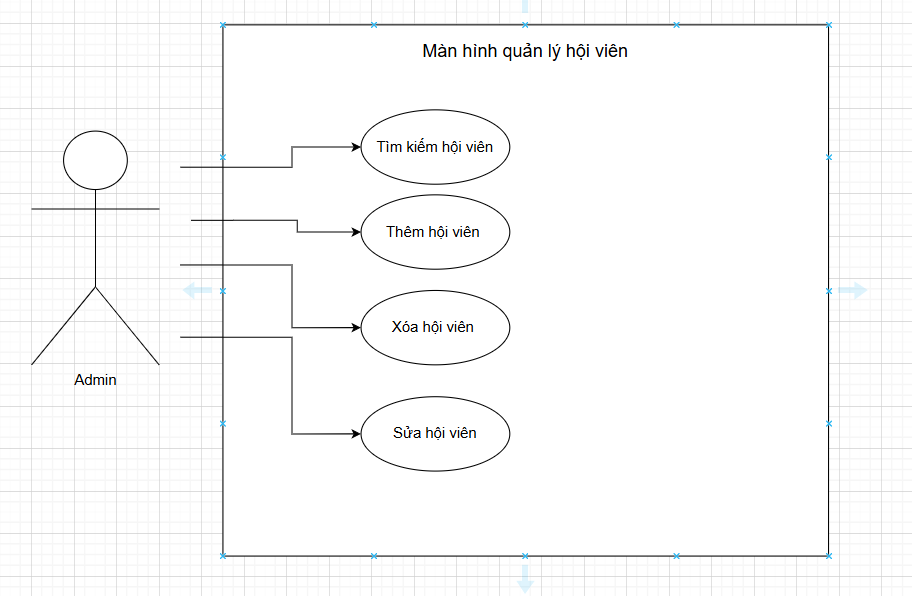 Màn hình quản lý hội viên
Tìm kiếm hội viên
Thêm hội viên
Xóa hội viên
Admin
Sửa hội viên